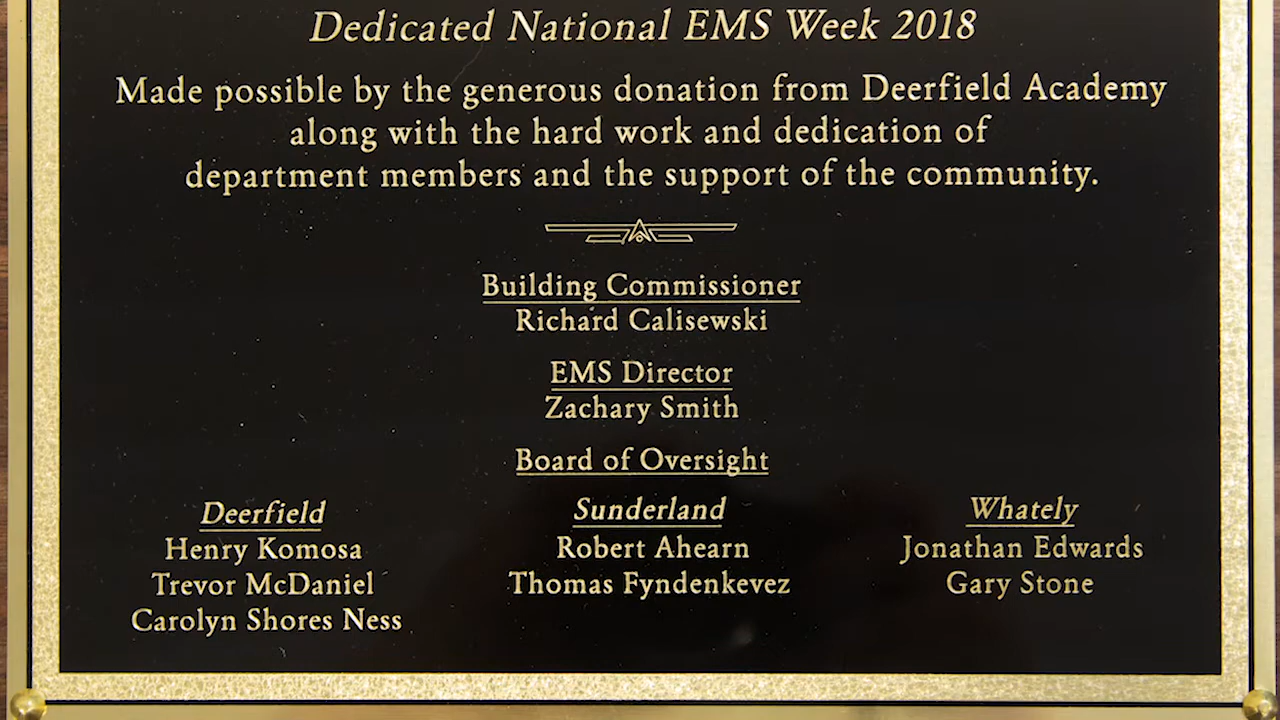 Dedicated National EMS Week 2018
Made possible by the generous donation from Deerfield Academy
along with the hard work and dedication of
department members and the support of the community.
Building Commissioner
Richard Calisewski
EMS Director
Zachary Smith
Board of Oversight
Deerfield
Henry Komosa
Trevor McDaniel
Carolyn Shores Ness
Sunderland
Robert Ahearn
Thomas Fyndenkevez
Whately
Jonathan Edwards
Gary Stone